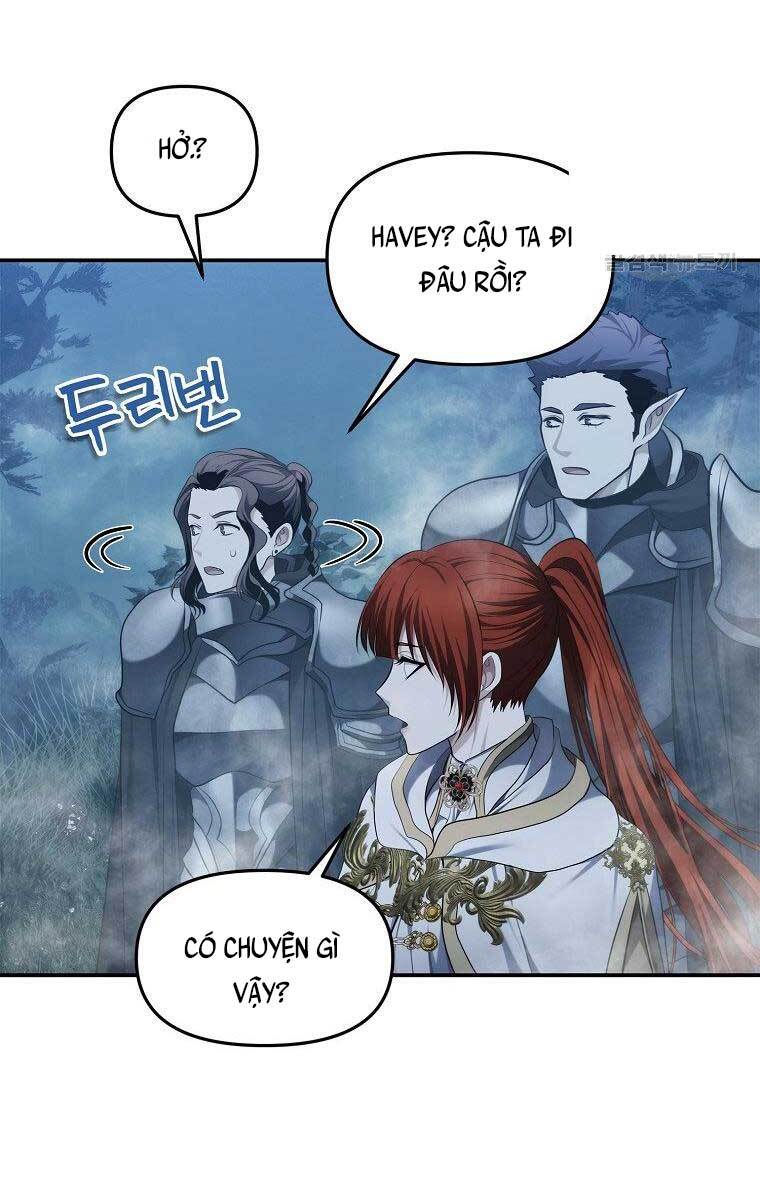 HỞ?
HAVEY? CẬU TA ĐI
ĐÂU RỒI?
두리번
CÓ CHUYỆN GÌ
VẬY?